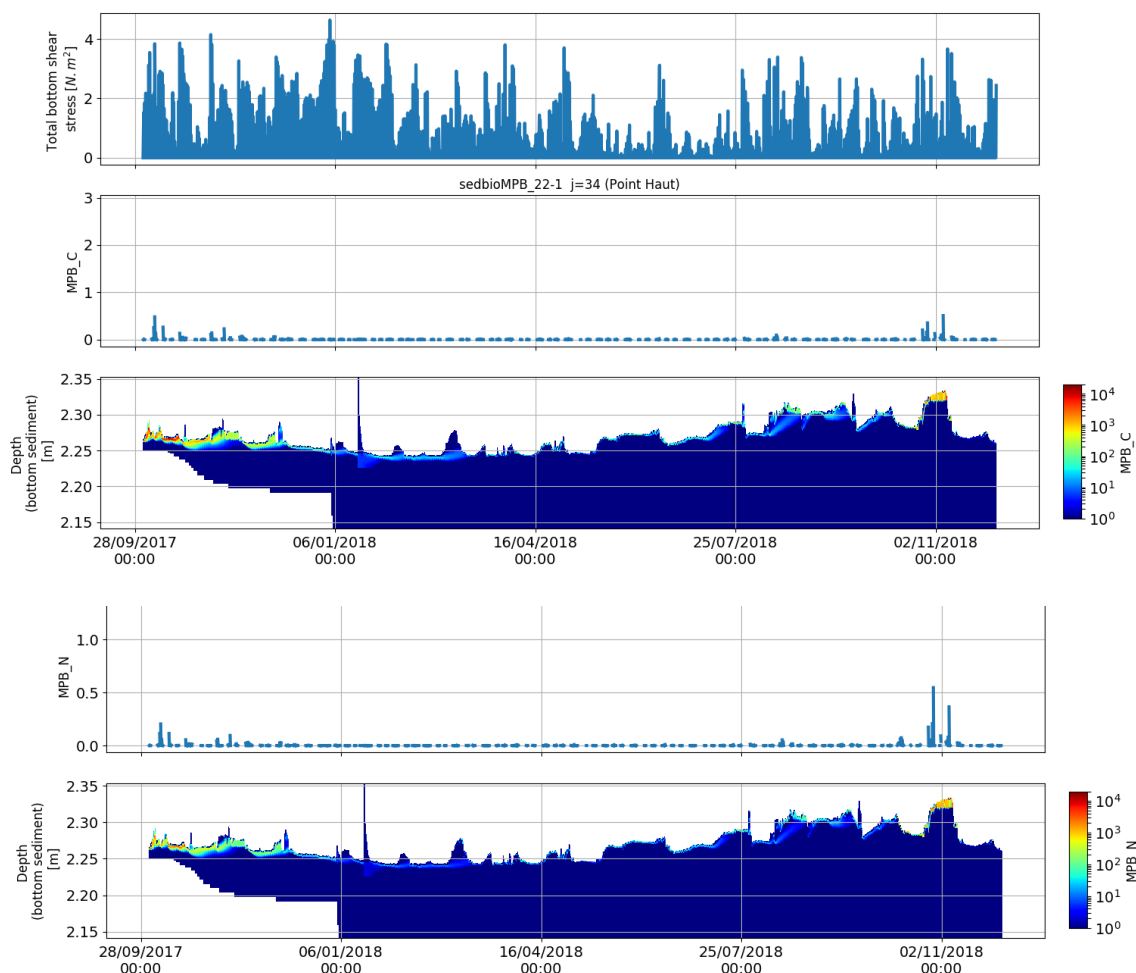 Total bottom shear
stress [N. m²]
4
2
0
sedbioMPB_22-1 j=34 (Point Haut)
MPB_C
3
2
1
0
Depth
(bottom sediment)
[m]
2.35
2.30
2.25
2.20
2.15
28/09/2017 06/01/2018 16/04/2018 25/07/2018 02/11/2018
00:00 00:00 00:00 00:00 00:00
10⁴
10³
10²
10¹
10⁰
MPB_C
MPB_N
1.0
0.5
0.0
Depth
(bottom sediment)
[m]
2.35
2.30
2.25
2.20
2.15
28/09/2017 06/01/2018 16/04/2018 25/07/2018 02/11/2018
00:00 00:00 00:00 00:00 00:00
10⁴
10³
10²
10¹
10⁰
MPB_N